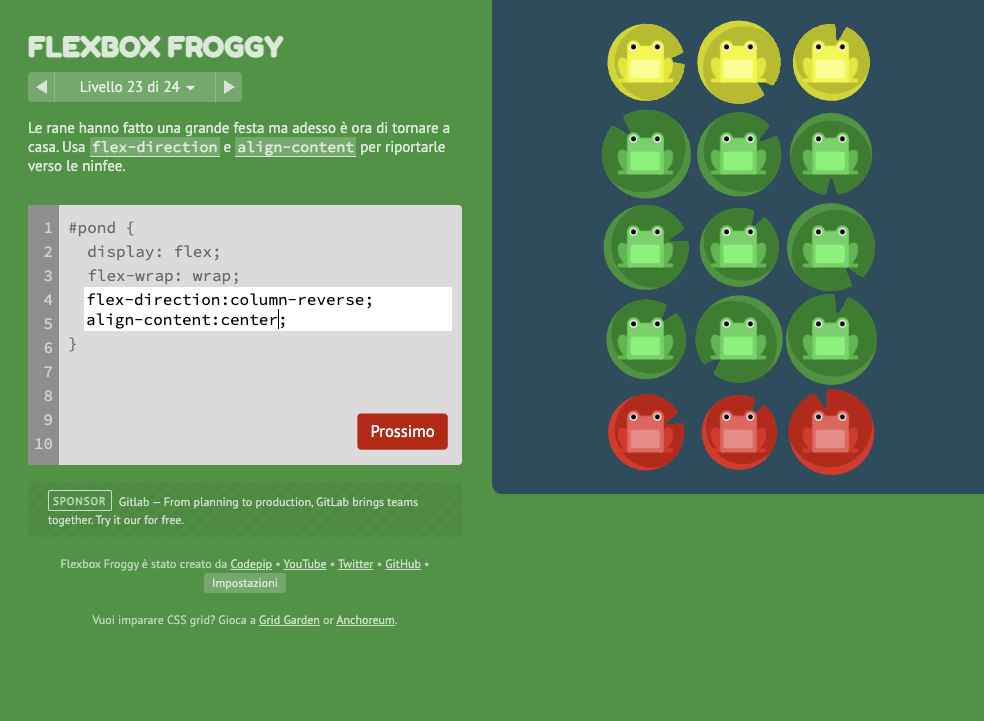 FLEXBOX FROGGY
Livello 23 di 24
Le rane hanno fatto una grande festa ma adesso è ora di tornare a
casa. Usa flex-direction e align-content per riportarle
verso le ninfee.
1 #pond {
2 display: flex;
3 flex-wrap: wrap;
4 flex-direction:column-reverse;
5 align-content:center;
6 }
7
8
9
10
Prossimo
SPONSOR Gitlab — From planning to production, GitLab brings teams
together. Try it our for free.
Flexbox Froggy è stato creato da Codepip • YouTube • Twitter • GitHub •
Impostazioni
Vuoi imparare CSS grid? Gioca a Grid Garden or Anchoreum.